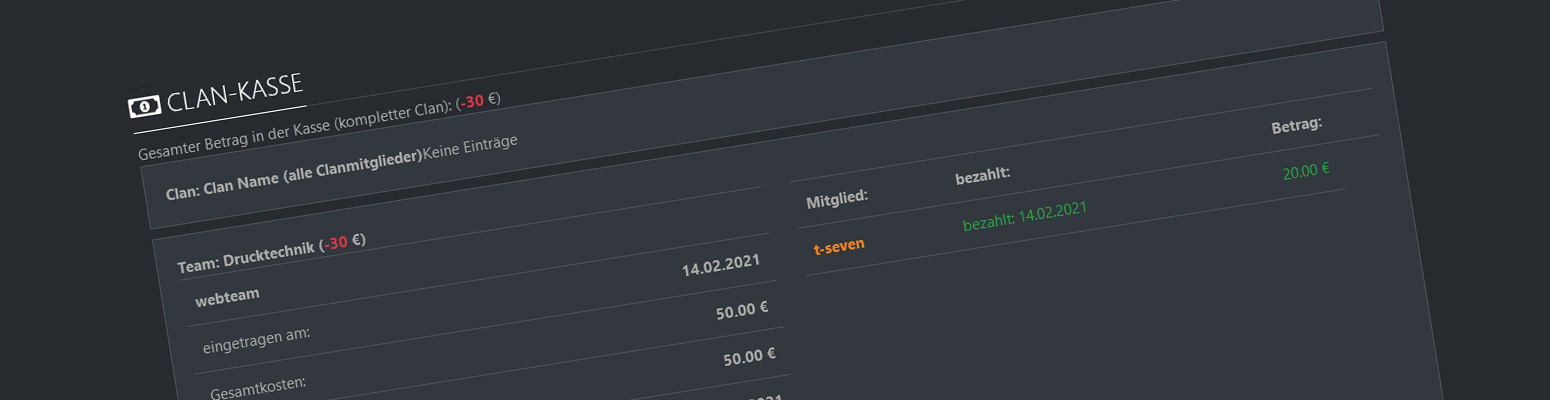 CLAN-KASSE
Gesamter Betrag in der Kasse (kompletter Clan): (-30 €)
Clan: Clan Name (alle Clanmitglieder)Keine Einträge
Team: Drucktechnik (-30 €)
webteam
eingetragen am: 14.02.2021
Gesamtkosten: 50.00 €
50.00 €
2021
Mitglied: bezahlt: Betrag:
t-seven bezahlt: 14.02.2021 20.00 €